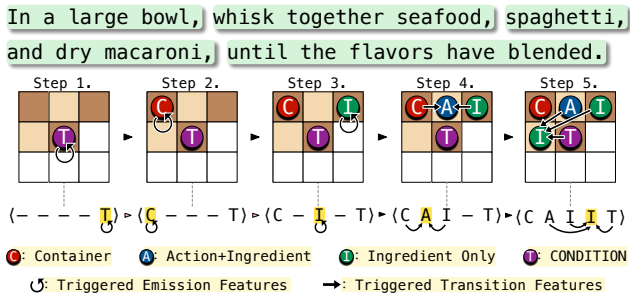 In a large bowl, whisk together seafood, spaghetti,
and dry macaroni, until the flavors have blended.
Step 1. Step 2. Step 3. Step 4. Step 5.
C C I C A I C A I
T T T T I T
⟨– – – – T⟩ ⟨C – – – T⟩ ⟨C – I – T⟩ ⟨C A I – T⟩ ⟨C A I I T⟩
C: Container A: Action+Ingredient I: Ingredient Only T: CONDITION
: Triggered Emission Features : Triggered Transition Features